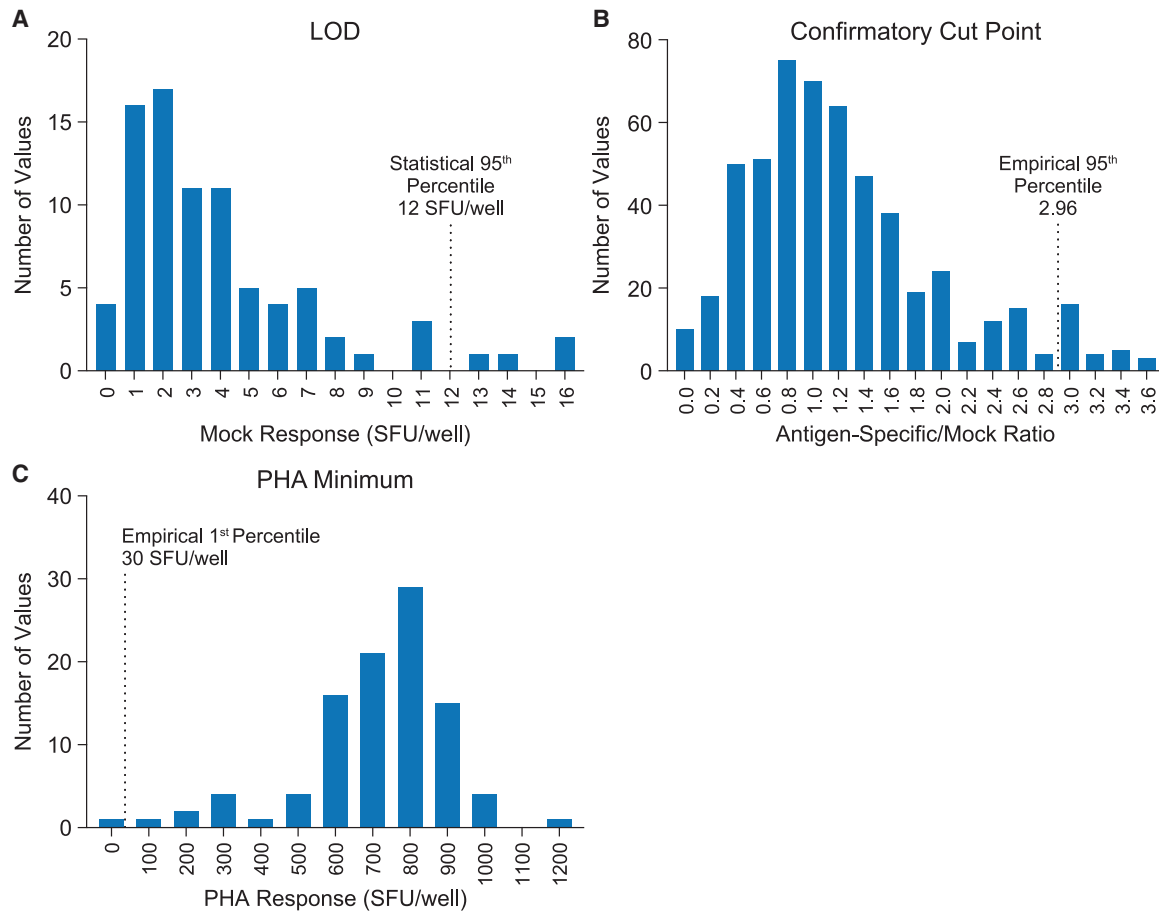 A
LOD
20
15
10
5
0
Number of Values
Statistical 95th
Percentile
12 SFU/well
0 1 2 3 4 5 6 7 8 9 10 11 12 13 14 15 16
Mock Response (SFU/well)
B
Confirmatory Cut Point
80
60
40
20
0
Number of Values
Empirical 95th
Percentile
2.96
0.0 0.2 0.4 0.6 0.8 1.0 1.2 1.4 1.6 1.8 2.0 2.2 2.4 2.6 2.8 3.0 3.2 3.4 3.6
Antigen-Specific/Mock Ratio
C
PHA Minimum
40
30
20
10
0
Number of Values
Empirical 1st Percentile
30 SFU/well
0 100 200 300 400 500 600 700 800 900 1000 1100 1200
PHA Response (SFU/well)